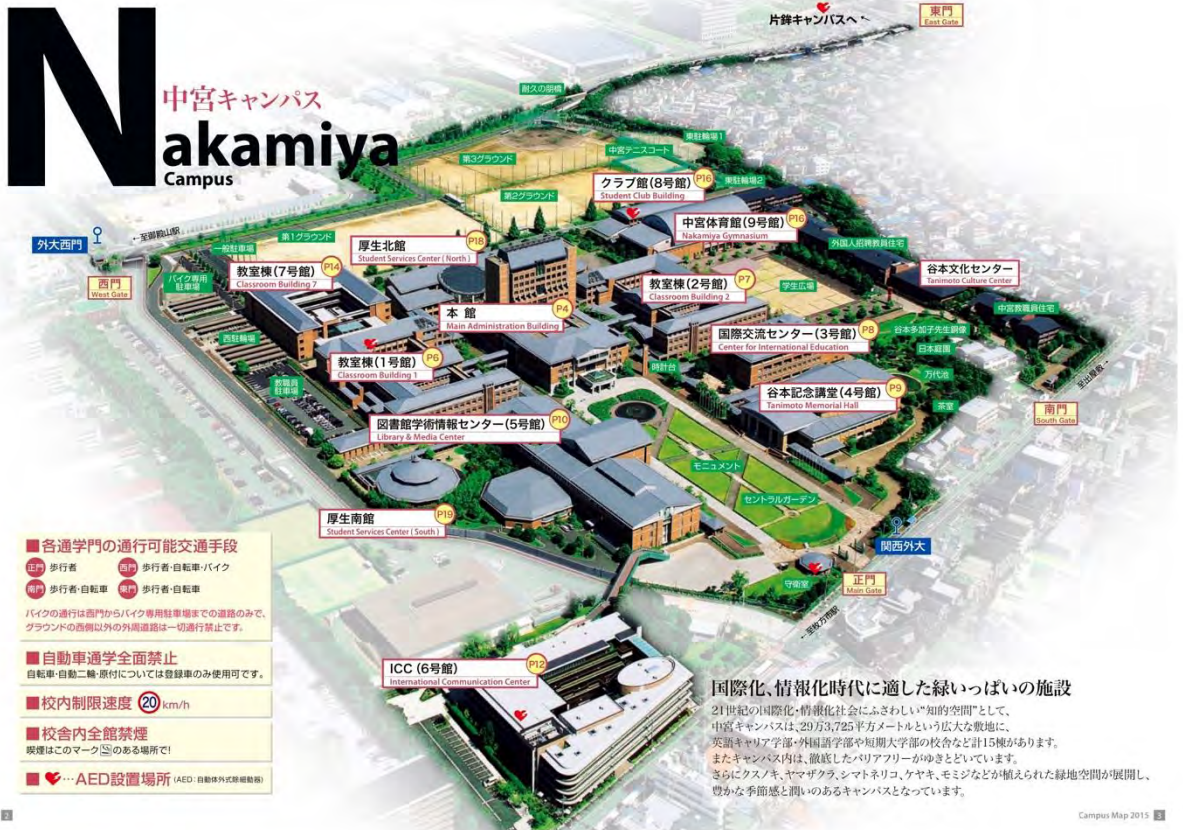 Nakamiya
中宮キャンパス
Campus
片鉾キャンパスへ
東門
East Gate
耐久の朋橋
東駐輪場1
中宮テニスコート
第3グラウンド
東駐輪場2
クラブ館(8号館)
P16
Student Club Building
第2グラウンド
中宮体育館(9号館)
P16
Nakamiya Gymnasium
外国人招聘教員住宅
第1グラウンド
←至御殿山駅
外大西門
一般駐車場
厚生北館
P18
Student Services Center (North)
谷本文化センター
Tanimoto Culture Center
西門
West Gate
バイク専用
駐車場
教室棟(7号館)
P14
Classroom Building 7
教室棟(2号館)
P7
Classroom Building 2
学生広場
中宮教職員住宅
本 館
P4
Main Administration Building
国際交流センター(3号館)
P8
Center for International Education
谷本多加子先生銅像
日本庭園
西駐輪場
教室棟(1号館)
P6
Classroom Building 1
時計台
万代池
教職員
駐車場
谷本記念講堂(4号館)
P9
Tanimoto Memorial Hall
茶室
南門
South Gate
図書館学術情報センター(5号館)
P10
Library & Media Center
モニュメント
セントラルガーデン
厚生南館
P19
Student Services Center (South)
関西外大
守衛室
正門
Main Gate
←至枚方市駅
ICC (6号館)
P12
International Communication Center
■各通学門の通行可能交通手段
正門 歩行者 西門 歩行者・自転車・バイク
南門 歩行者・自転車 東門 歩行者・自転車
バイクの通行は西門からバイク専用駐車場までの道路のみで、
グラウンドの西側以外の外周道路は一切通行禁止です。
■自動車通学全面禁止
自転車・自動二輪・原付については登録車のみ使用可です。
■校内制限速度 20 km/h
■校舎内全館禁煙
喫煙はこのマークのある場所で!
■…AED設置場所 (AED:自動体外式除細動器)
国際化、情報化時代に適した緑いっぱいの施設
21世紀の国際化・情報化社会にふさわしい“知的空間”として、
中宮キャンパスは、29万3,725平方メートルという広大な敷地に、
英語キャリア学部・外国語学部や短期大学部の校舎など計15棟があります。
またキャンパス内は、徹底したバリアフリーがゆきとどいています。
さらにクスノキ、ヤマザクラ、シマトネリコ、ケヤキ、モミジなどが植えられた緑地空間が展開し、
豊かな季節感と潤いのあるキャンパスとなっています。
2
Campus Map 2015 3